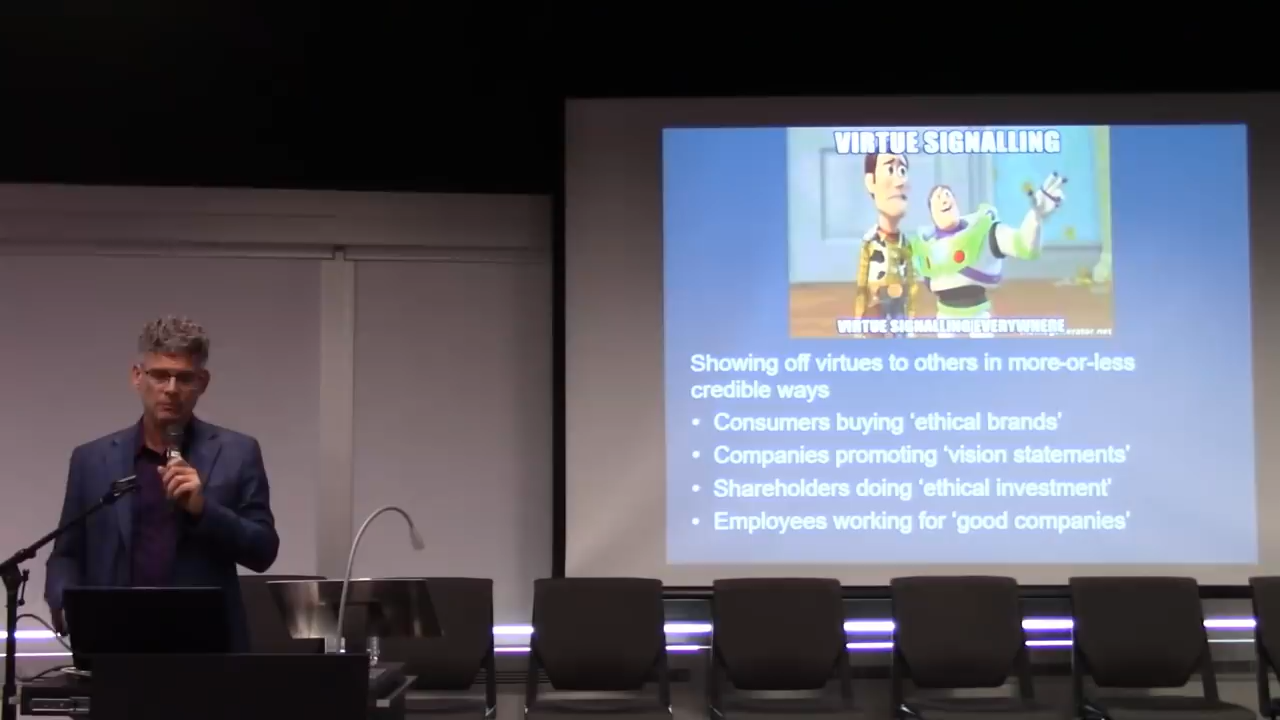 VIRTUE SIGNALLING
VIRTUE SIGNALLING EVERYWHERE
Showing off virtues to others in more-or-less
credible ways
• Consumers buying ‘ethical brands’
• Companies promoting ‘vision statements’
• Shareholders doing ‘ethical investment’
• Employees working for ‘good companies’